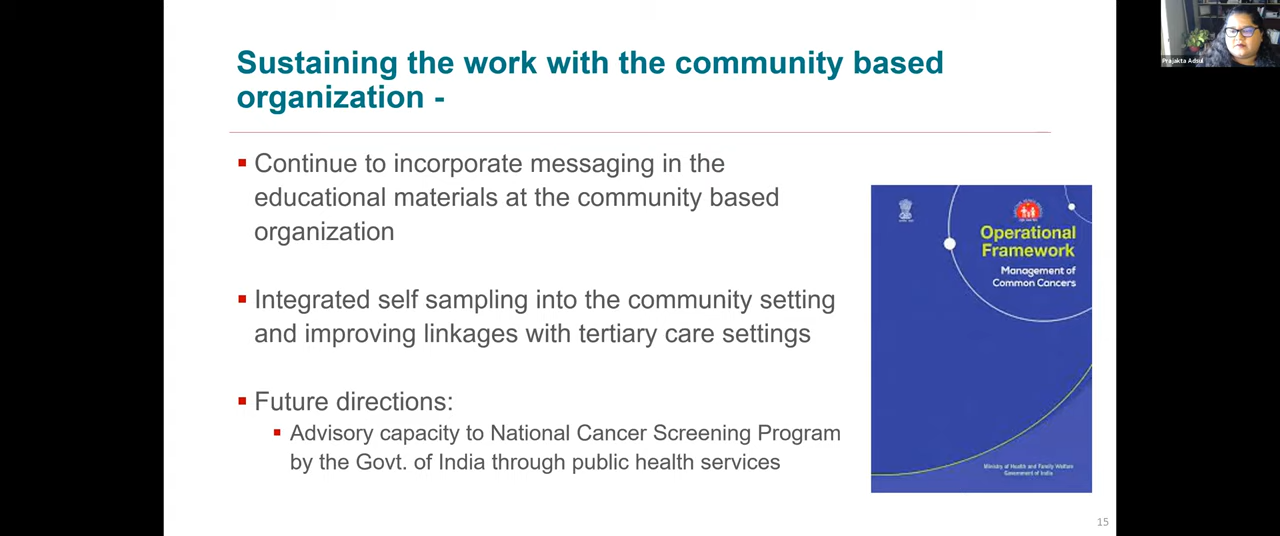 Sustaining the work with the community based
organization -
▪ Continue to incorporate messaging in the
educational materials at the community based
organization
▪ Integrated self sampling into the community setting
and improving linkages with tertiary care settings
▪ Future directions:
▪ Advisory capacity to National Cancer Screening Program
by the Govt. of India through public health services
Operational
Framework
Management of
Common Cancers
Ministry of Health and Family Welfare
Government of India
15
Prajakta Adsul